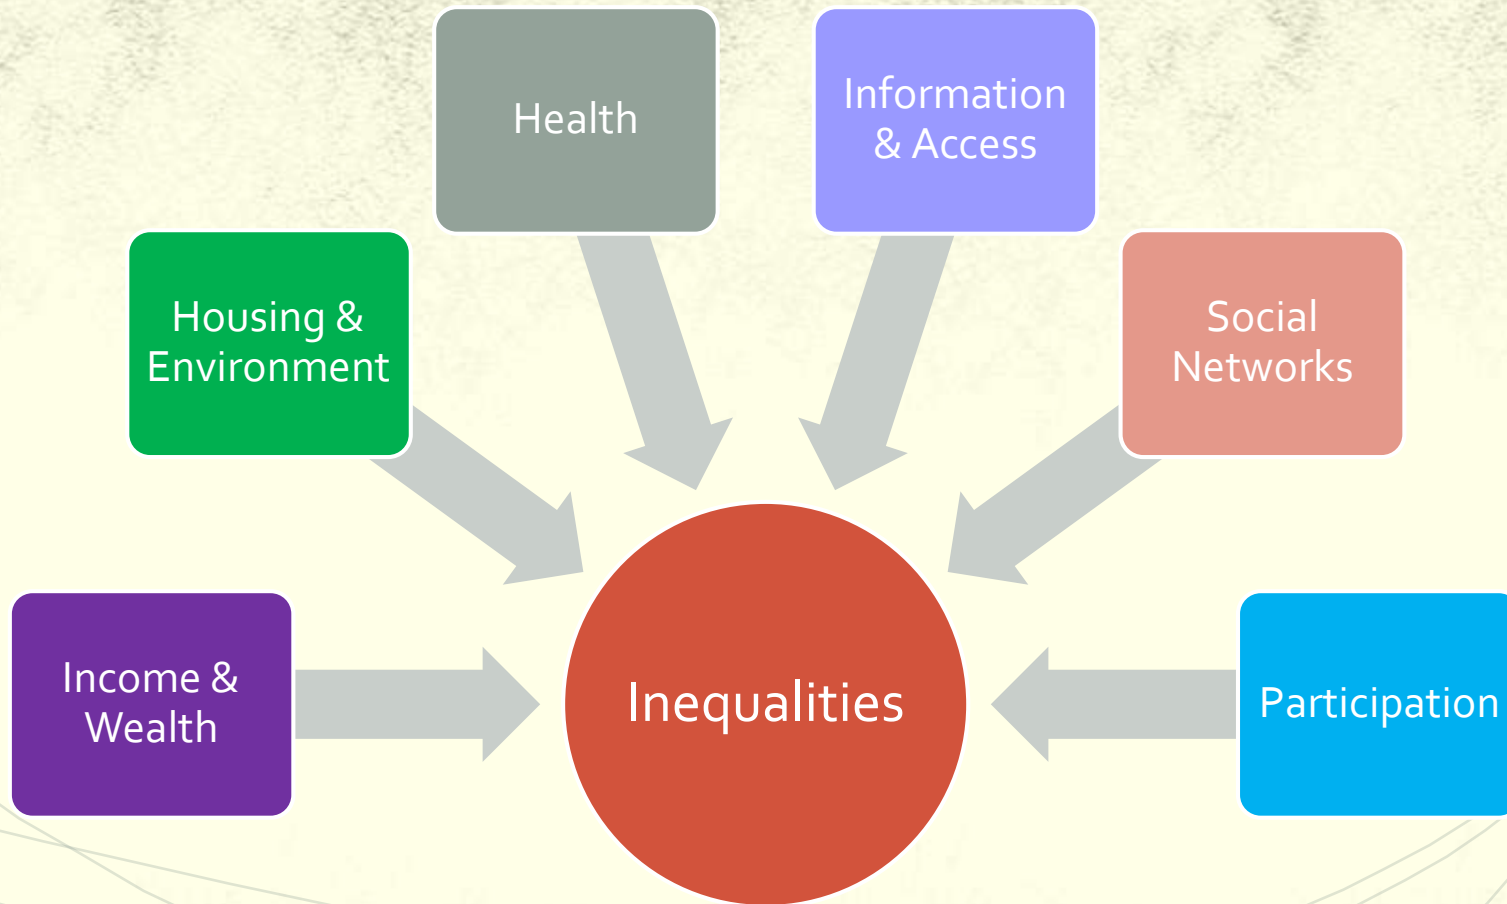 Health
Information
& Access
Housing &
Environment
Social
Networks
Income &
Wealth
Inequalities
Participation